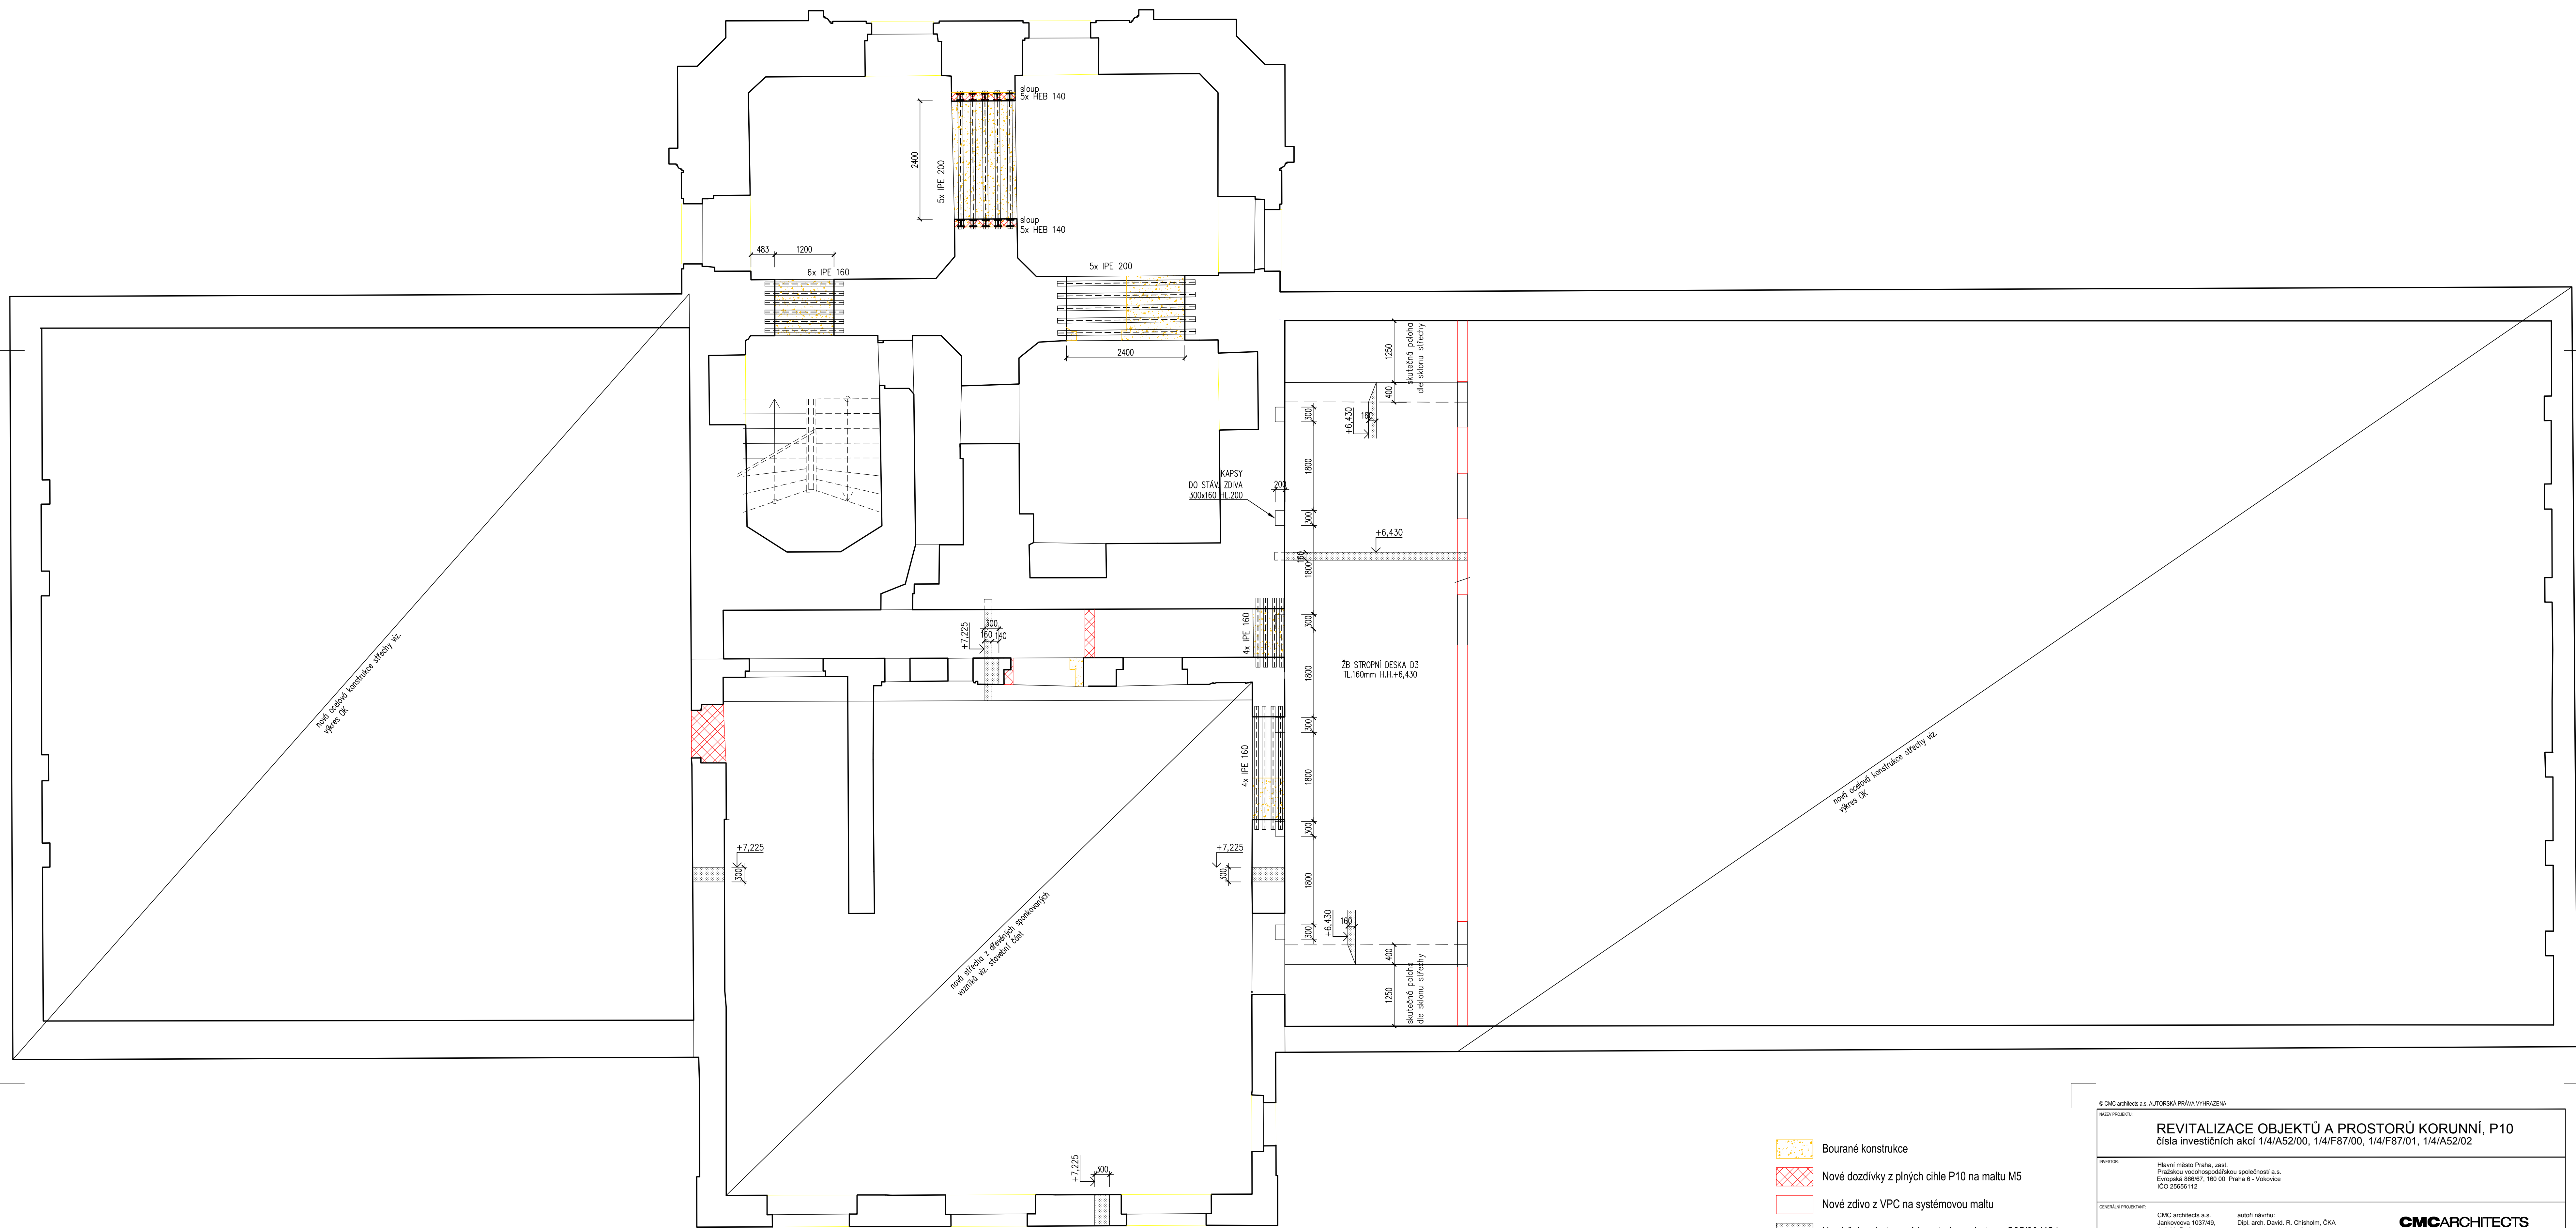 sloup
5x HEB 140
2400
5x IPE 200
sloup
5x HEB 140
483
1200
6x IPE 160
5x IPE 200
2400
1250
skutečná poloha
dle sklonu střechy
400
300
+6,430
160
1800
KAPSY
DO STÁV. ZDIVA
300x160 HL.200
200
300
+6,430
160
1800
300
4x IPE 160
+7,225
300
160
140
1800
ŽB STROPNÍ DESKA D3
TL.160mm H.H.+6,430
nová ocelová konstrukce střechy viz.
výkres OK
300
4x IPE 160
1800
nová ocelová konstrukce střechy viz.
výkres OK
300
+7,225
300
+7,225
300
1800
nová střecha z dřevěných sponkovaných
vazníků viz. stavební část
+6,430
160
300
400
skutečná poloha
dle sklonu střechy
1250
+7,225
300
Bourané konstrukce
Nové dozdívky z plných cihle P10 na maltu M5
Nové zdivo z VPC na systémovou maltu
© CMC architects a.s. AUTORSKÁ PRÁVA VYHRAZENA
NÁZEV PROJEKTU:
REVITALIZACE OBJEKTŮ A PROSTORŮ KORUNNÍ, P10
čísla investičních akcí 1/4/A52/00, 1/4/F87/00, 1/4/F87/01, 1/4/A52/02
INVESTOR:
Hlavní město Praha, zast.
Pražskou vodohospodářskou společností a.s.
Evropská 866/67, 160 00 Praha 6 - Vokovice
IČO 25656112
GENERÁLNÍ PROJEKTANT:
CMC architects a.s.
Jankovcova 1037/49,
autoři návrhu:
Dipl. arch. David. R. Chisholm, ČKA
CMCARCHITECTS